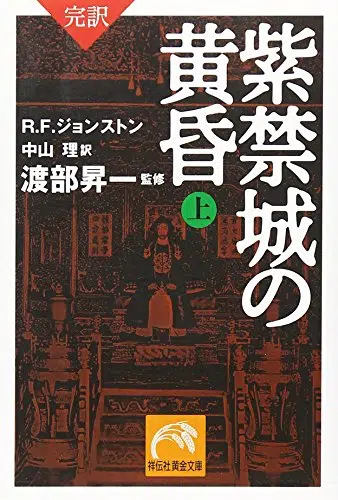 完訳
紫禁城の
黄昏
上
R.F.ジョンストン
中山 理 訳
渡部昇一 監修
祥伝社黄金文庫